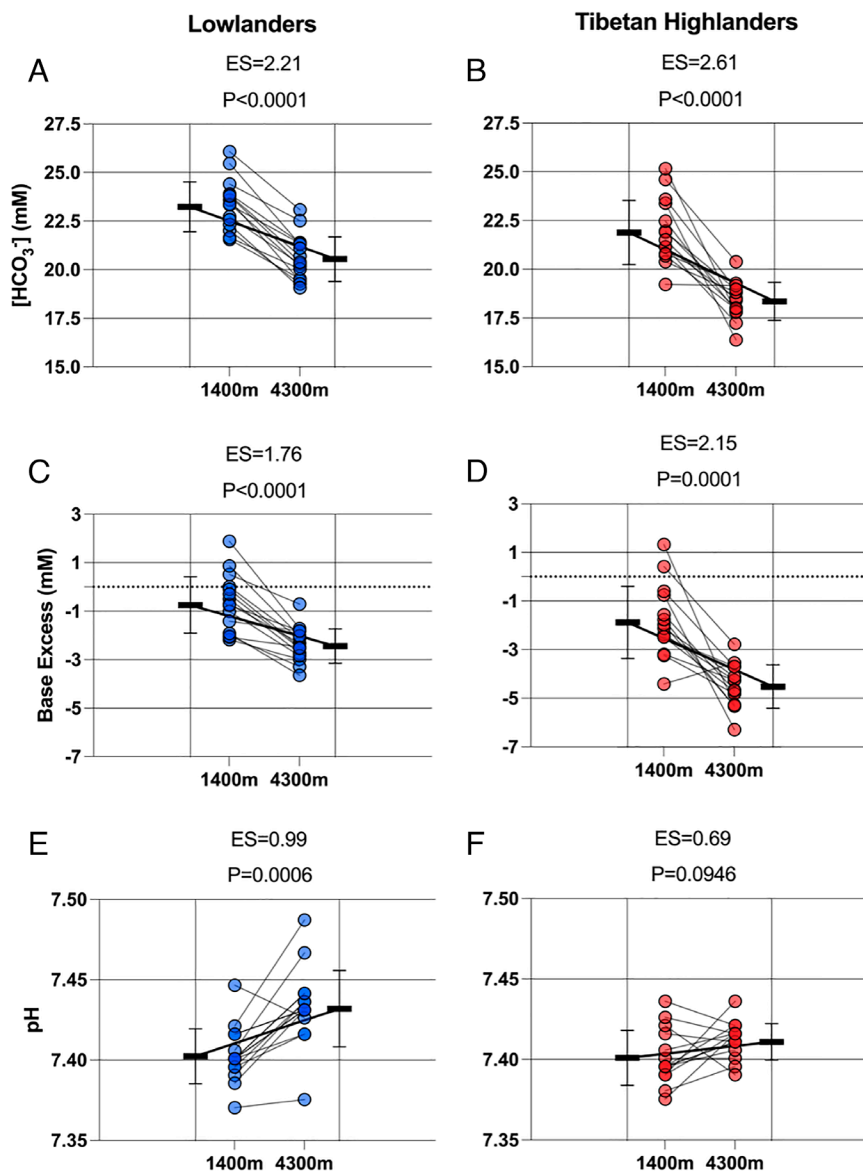 Lowlanders
Tibetan Highlanders
A
ES=2.21
P<0.0001
[HCO3-] (mM)
27.5
25.0
22.5
20.0
17.5
15.0
1400m 4300m
B
ES=2.61
P<0.0001
27.5
25.0
22.5
20.0
17.5
15.0
1400m 4300m
C
ES=1.76
P<0.0001
Base Excess (mM)
3
1
-1
-3
-5
-7
1400m 4300m
D
ES=2.15
P=0.0001
3
1
-1
-3
-5
-7
1400m 4300m
E
ES=0.99
P=0.0006
pH
7.50
7.45
7.40
7.35
1400m 4300m
F
ES=0.69
P=0.0946
7.50
7.45
7.40
7.35
1400m 4300m